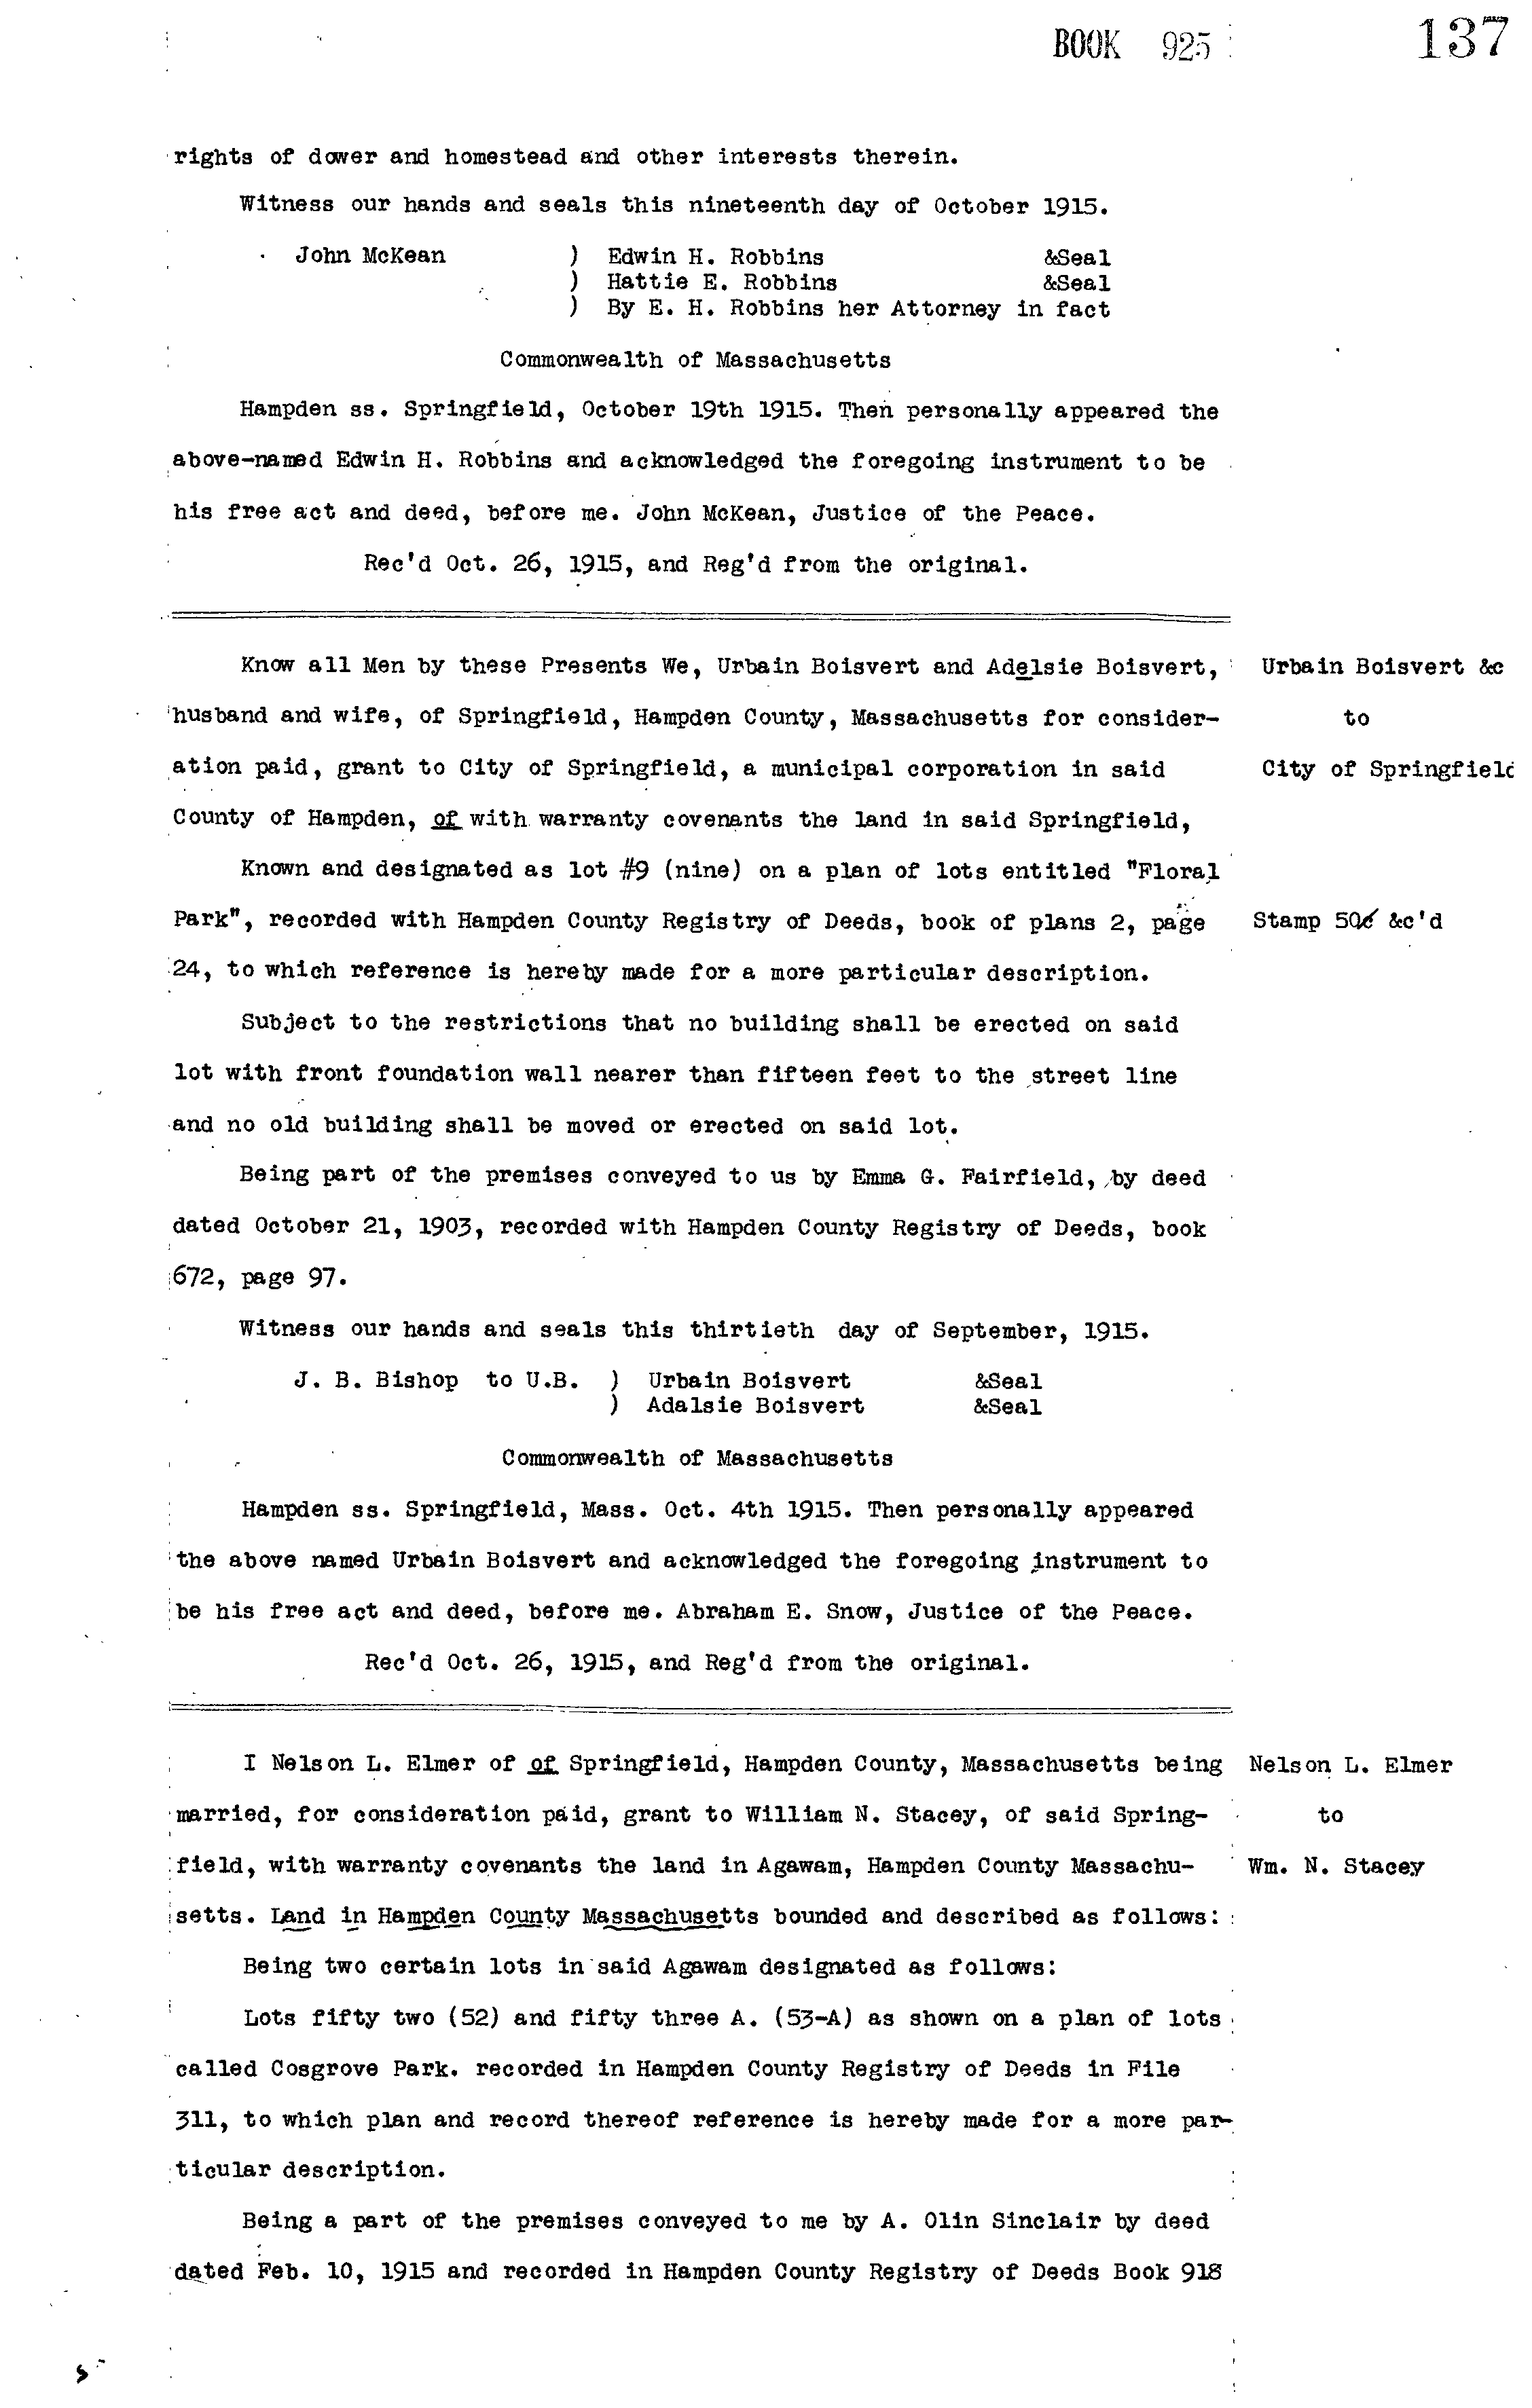 BOOK 925 137
rights of dower and homestead and other interests therein.
Witness our hands and seals this nineteenth day of October 1915.
John McKean ) Edwin H. Robbins &Seal
) Hattie E. Robbins &Seal
) By E. H. Robbins her Attorney in fact
Commonwealth of Massachusetts
Hampden ss. Springfield, October 19th 1915. Then personally appeared the
above-named Edwin H. Robbins and acknowledged the foregoing instrument to be
his free act and deed, before me. John McKean, Justice of the Peace.
Rec'd Oct. 26, 1915, and Reg'd from the original.
Know all Men by these Presents We, Urbain Boisvert and Adelsie Boisvert, Urbain Boisvert &c
husband and wife, of Springfield, Hampden County, Massachusetts for consider- to
ation paid, grant to City of Springfield, a municipal corporation in said City of Springfield
County of Hampden, of with warranty covenants the land in said Springfield,
Known and designated as lot #9 (nine) on a plan of lots entitled "Floral
Park", recorded with Hampden County Registry of Deeds, book of plans 2, page Stamp 50¢ &c'd
24, to which reference is hereby made for a more particular description.
Subject to the restrictions that no building shall be erected on said
lot with front foundation wall nearer than fifteen feet to the street line
and no old building shall be moved or erected on said lot.
Being part of the premises conveyed to us by Emma G. Fairfield, by deed
dated October 21, 1903, recorded with Hampden County Registry of Deeds, book
672, page 97.
Witness our hands and seals this thirtieth day of September, 1915.
J. B. Bishop to U.B. ) Urbain Boisvert &Seal
) Adalsie Boisvert &Seal
Commonwealth of Massachusetts
Hampden ss. Springfield, Mass. Oct. 4th 1915. Then personally appeared
the above named Urbain Boisvert and acknowledged the foregoing instrument to
be his free act and deed, before me. Abraham E. Snow, Justice of the Peace.
Rec'd Oct. 26, 1915, and Reg'd from the original.
I Nelson L. Elmer of of Springfield, Hampden County, Massachusetts being Nelson L. Elmer
married, for consideration paid, grant to William N. Stacey, of said Spring- to
field, with warranty covenants the land in Agawam, Hampden County Massachu- Wm. N. Stacey
setts. Land in Hampden County Massachusetts bounded and described as follows:
Being two certain lots in said Agawam designated as follows:
Lots fifty two (52) and fifty three A. (53-A) as shown on a plan of lots
called Cosgrove Park. recorded in Hampden County Registry of Deeds in File
311, to which plan and record thereof reference is hereby made for a more par-
ticular description.
Being a part of the premises conveyed to me by A. Olin Sinclair by deed
dated Feb. 10, 1915 and recorded in Hampden County Registry of Deeds Book 918